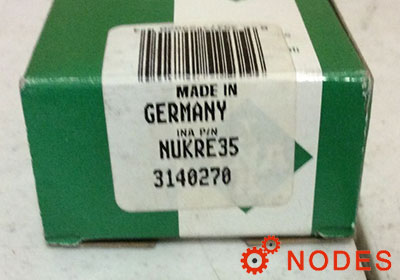 MADE IN
GERMANY
INA P/N
NUKRE35
3140270
NODES